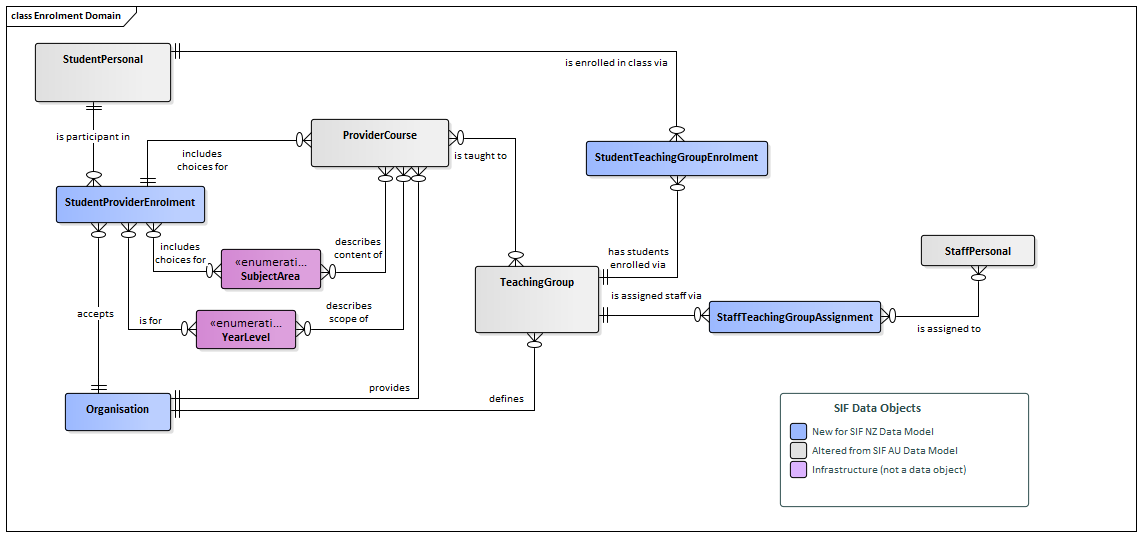 class Enrolment Domain
StudentPersonal
is enrolled in class via
is participant in
ProviderCourse
includes
choices for
is taught to
StudentTeachingGroupEnrolment
StudentProviderEnrolment
includes
choices for
describes
content of
«enumerati...
SubjectArea
has students
enrolled via
StaffPersonal
TeachingGroup
is assigned staff via
accepts
is for
«enumerati...
YearLevel
describes
scope of
StaffTeachingGroupAssignment
is assigned to
provides
defines
Organisation
SIF Data Objects
New for SIF NZ Data Model
Altered from SIF AU Data Model
Infrastructure (not a data object)